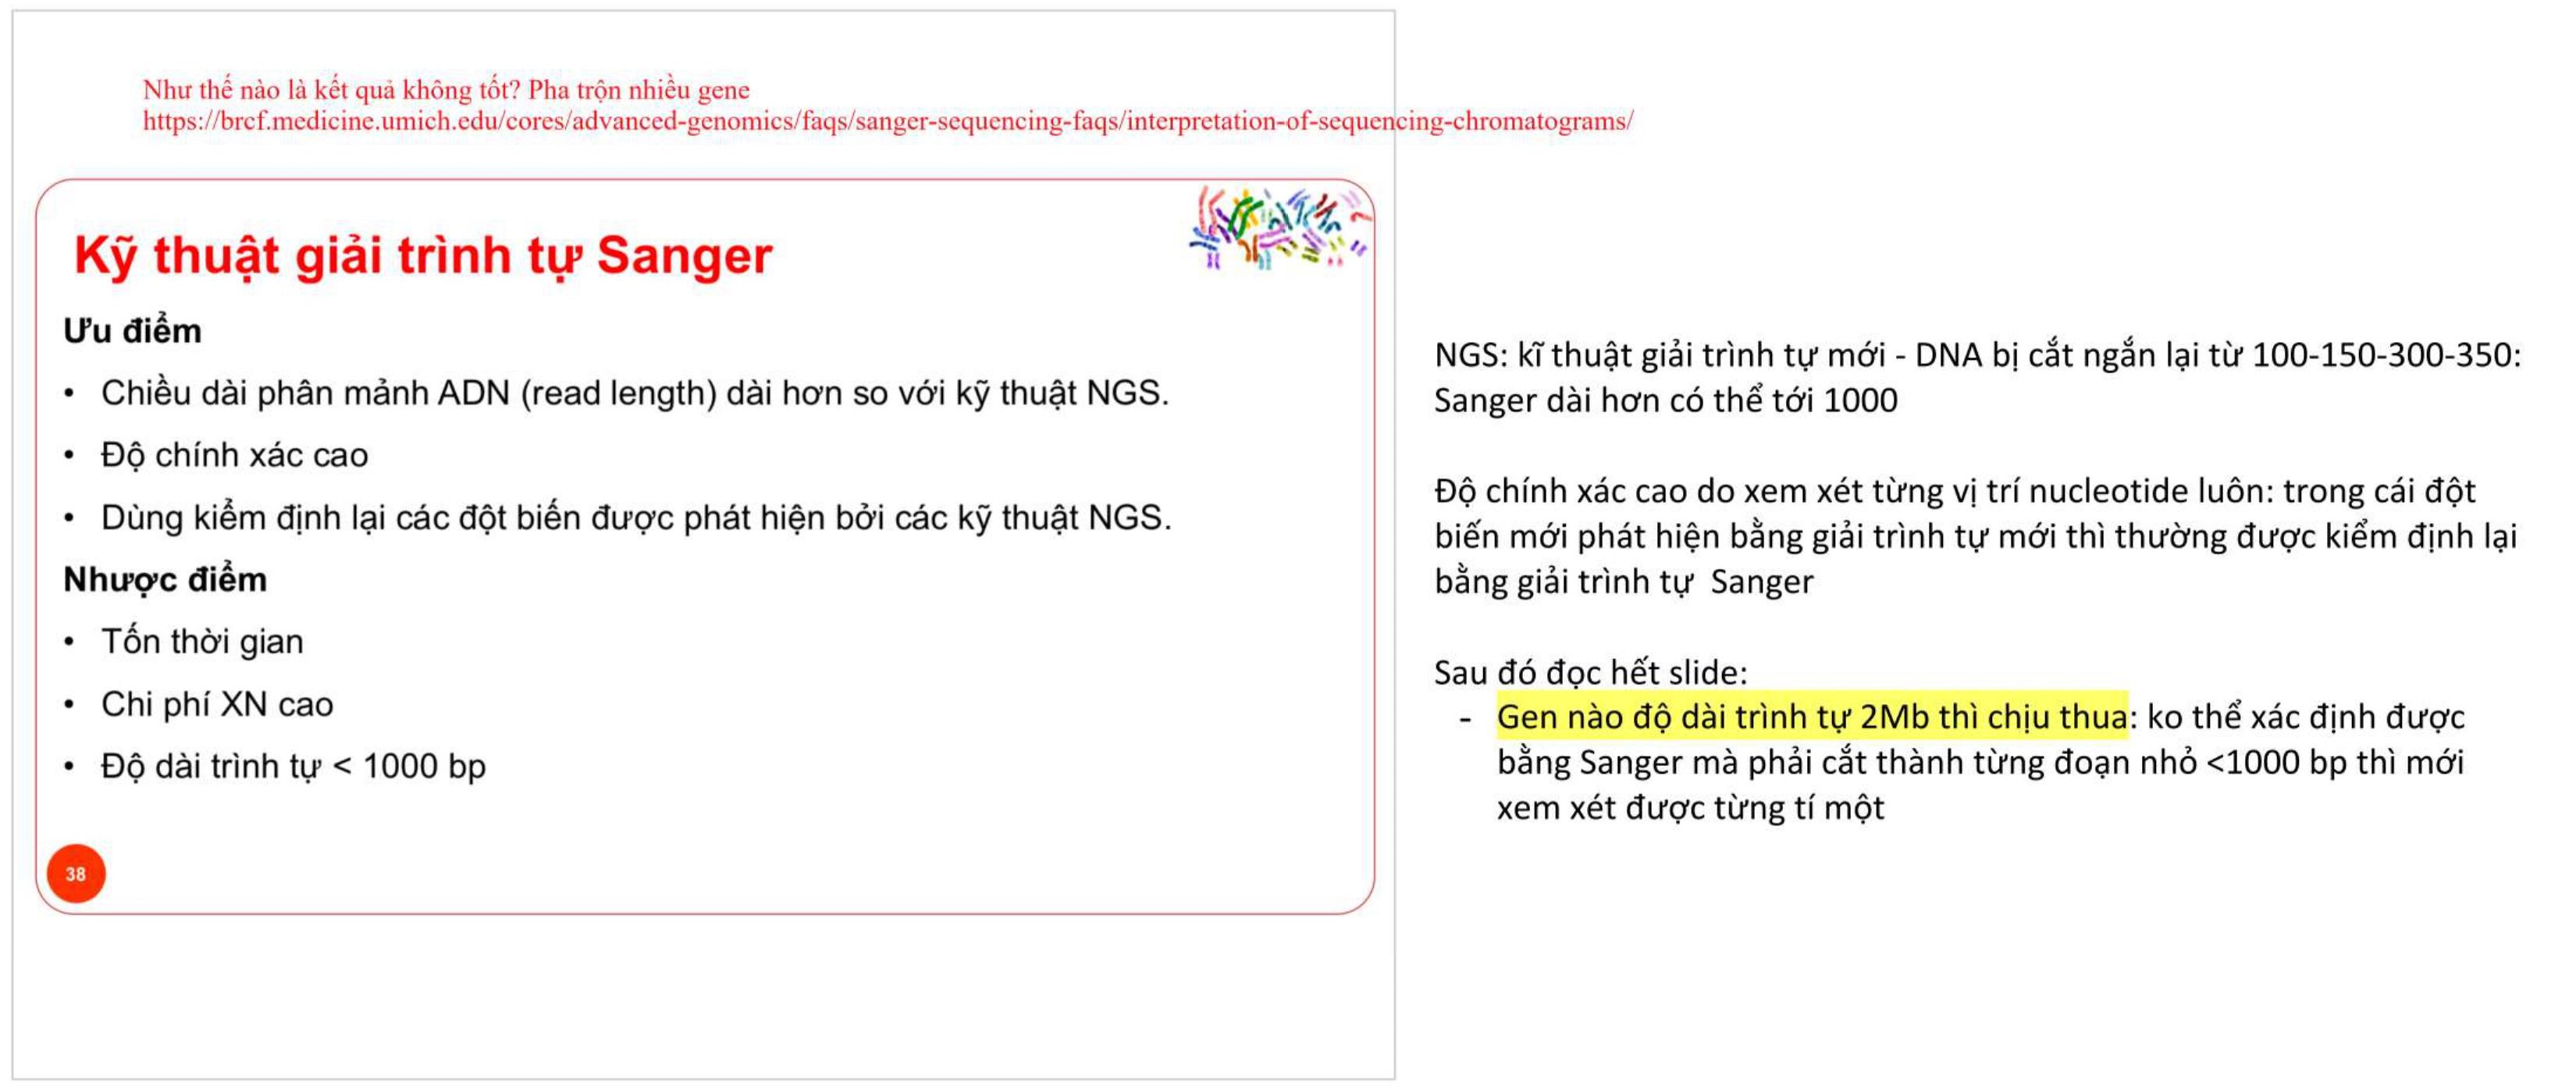 Như thế nào là kết quả không tốt? Pha trộn nhiều gene
https://brcf.medicine.umich.edu/cores/advanced-genomics/faqs/sanger-sequencing-faqs/interpretation-of-sequencing-chromatograms/
Kỹ thuật giải trình tự Sanger
Ưu điểm
• Chiều dài phân mảnh ADN (read length) dài hơn so với kỹ thuật NGS.
• Độ chính xác cao
• Dùng kiểm định lại các đột biến được phát hiện bởi các kỹ thuật NGS.
Nhược điểm
• Tốn thời gian
• Chi phí XN cao
• Độ dài trình tự < 1000 bp
38
NGS: kĩ thuật giải trình tự mới - DNA bị cắt ngắn lại từ 100-150-300-350:
Sanger dài hơn có thể tới 1000
Độ chính xác cao do xem xét từng vị trí nucleotide luôn: trong cái đột
biến mới phát hiện bằng giải trình tự mới thì thường được kiểm định lại
bằng giải trình tự Sanger
Sau đó đọc hết slide:
- Gen nào độ dài trình tự 2Mb thì chịu thua: ko thể xác định được
bằng Sanger mà phải cắt thành từng đoạn nhỏ <1000 bp thì mới
xem xét được từng tí một